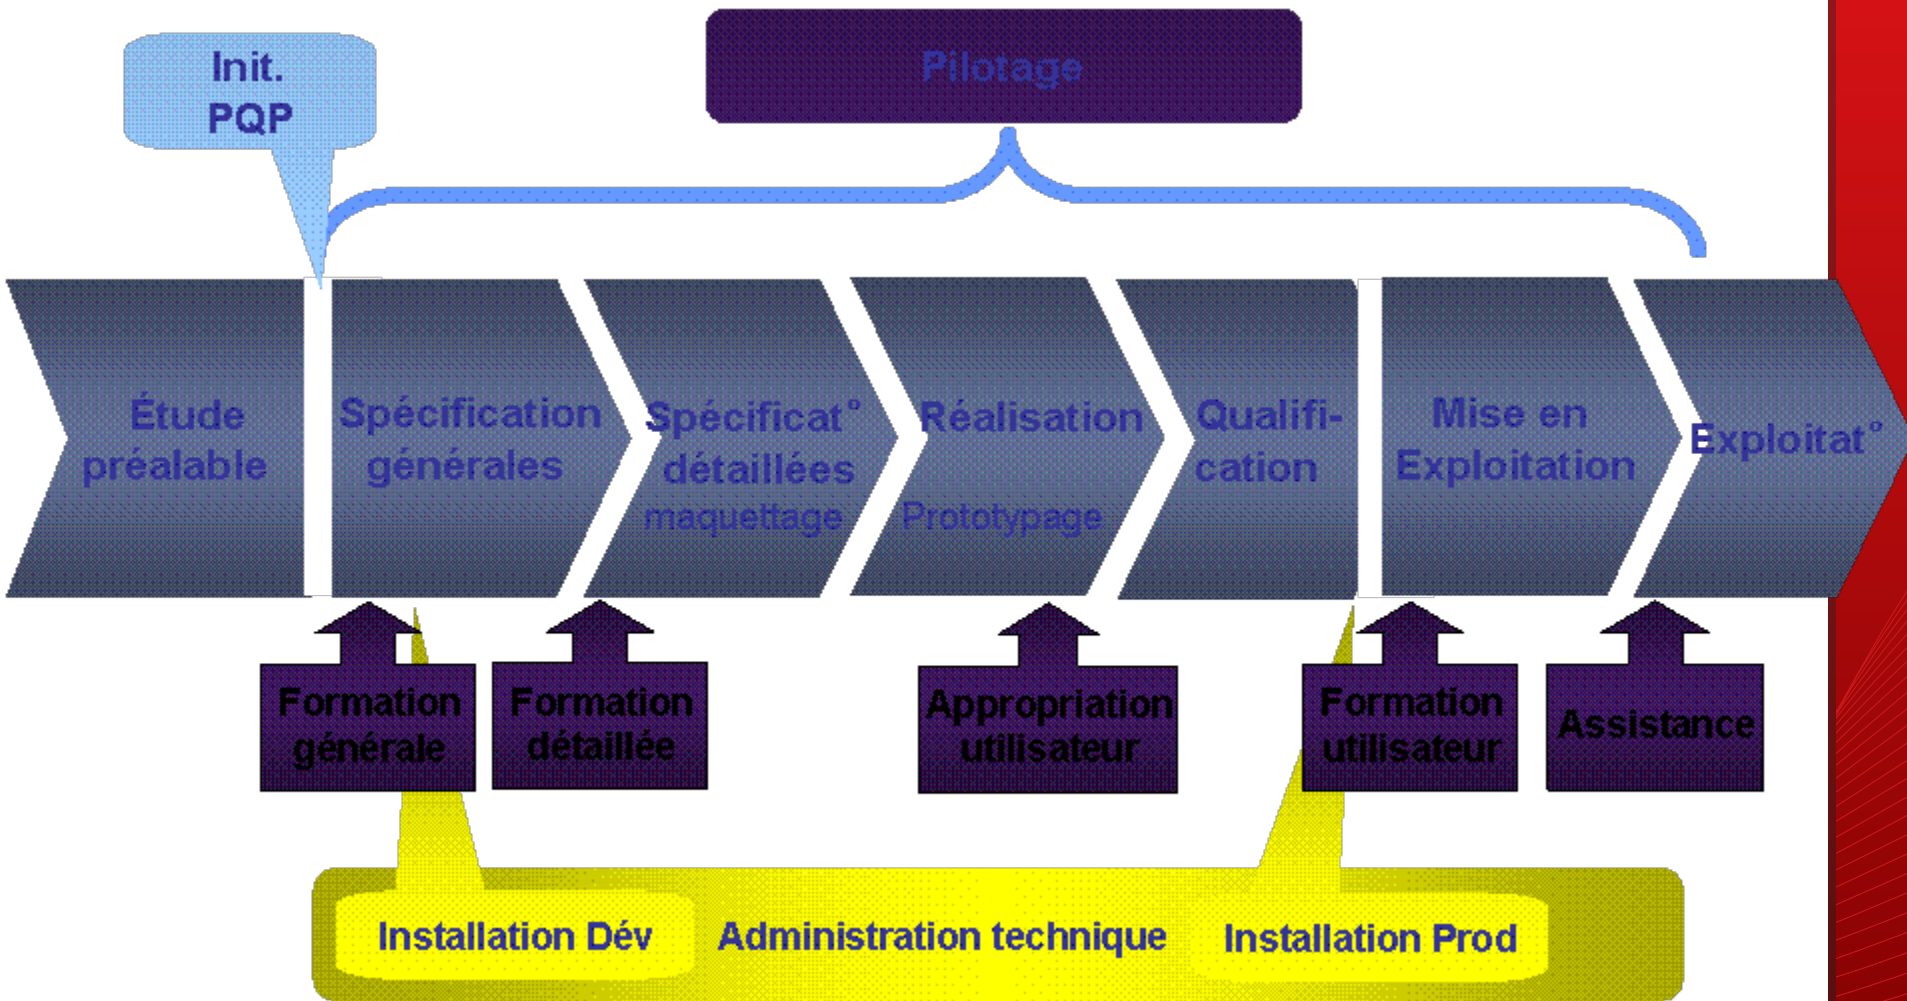 Init.
PQP
Pilotage
Étude
préalable
Spécification
générales
Spécificat°
détaillées
maquettage
Réalisation
Prototypage
Qualifi-
cation
Mise en
Exploitation
Exploitat°
Formation
générale
Formation
détaillée
Appropriation
utilisateur
Formation
utilisateur
Assistance
Installation Dév
Administration technique
Installation Prod